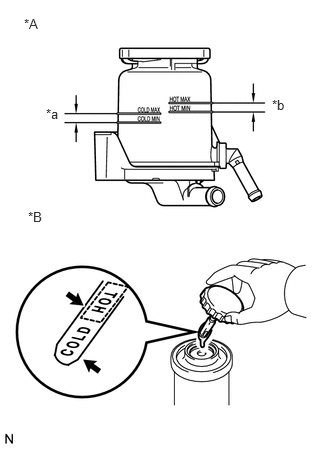 *A
HOT MAX
*a
COLD MAX
HOT MIN
*b
COLD MIN
*B
COLD HOT
N